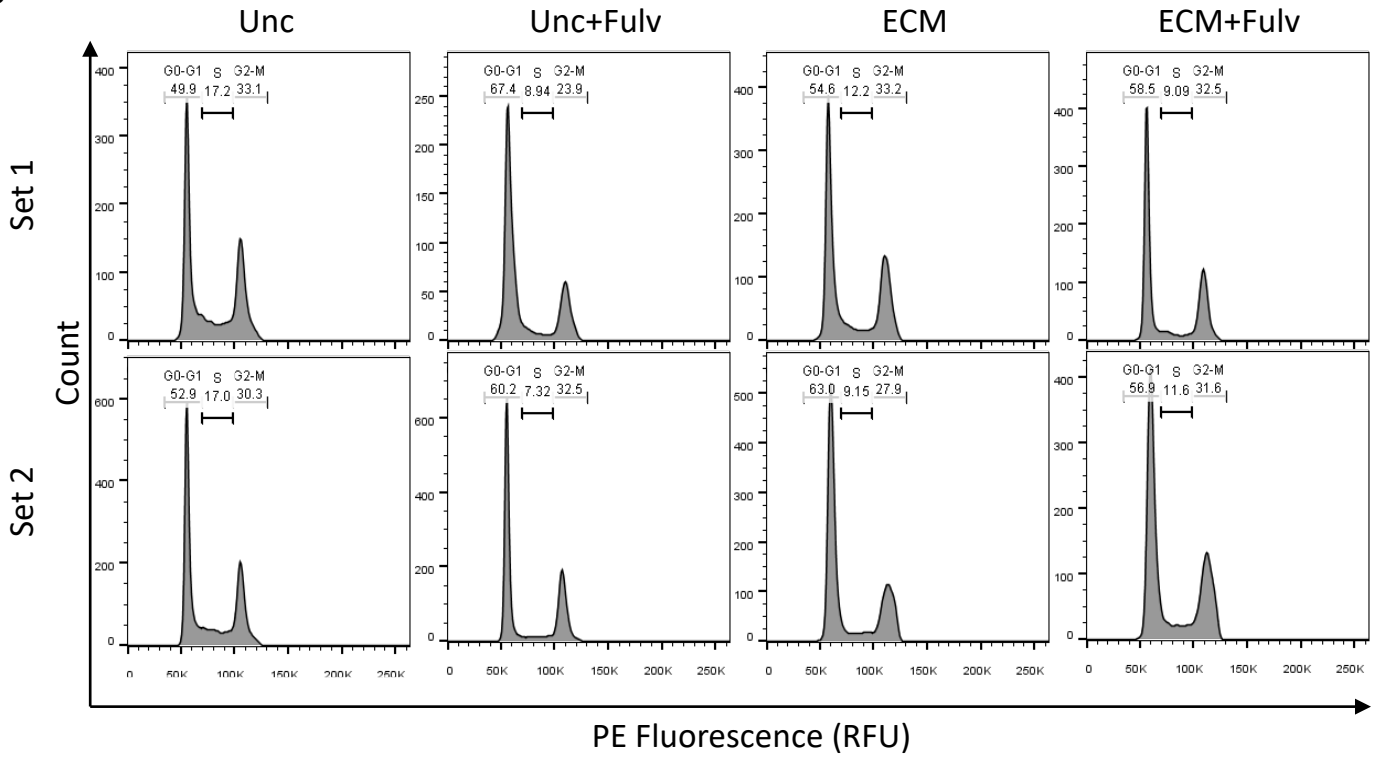 Unc
Unc+Fulv
ECM
ECM+Fulv
Set 1
G0-G1 S G2-M
49.9 17.2 33.1
400
300
200
100
0
G0-G1 S G2-M
67.4 8.94 23.9
250
200
150
100
50
0
G0-G1 S G2-M
54.6 12.2 33.2
400
300
200
100
0
G0-G1 S G2-M
58.5 9.09 32.5
400
300
200
100
0
Count
Set 2
G0-G1 S G2-M
52.9 17.0 30.3
600
400
200
0
0 50K 100K 150K 200K 250K
G0-G1 S G2-M
60.2 7.32 32.5
600
400
200
0
0 50K 100K 150K 200K 250K
G0-G1 S G2-M
63.0 9.15 27.9
500
400
300
200
100
0
0 50K 100K 150K 200K 250K
G0-G1 S G2-M
56.9 11.6 31.6
400
300
200
100
0
0 50K 100K 150K 200K 250K
PE Fluorescence (RFU)